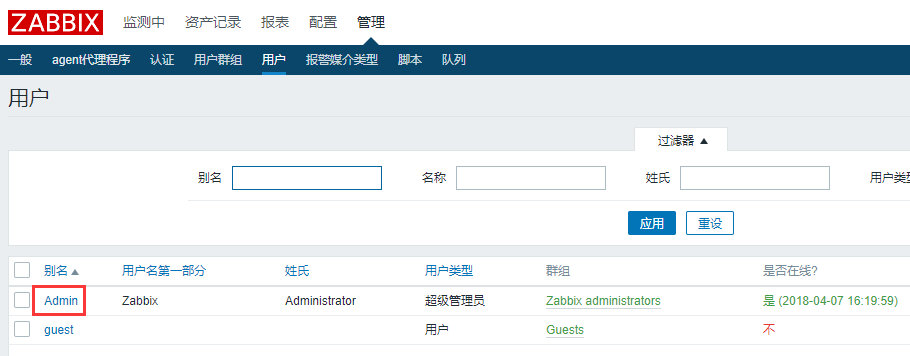 ZABBIX 监测中 资产记录 报表 配置 管理
一般 agent代理程序 认证 用户群组 用户 报警媒介类型 脚本 队列
用户
过滤器
别名 名称 姓氏 用户类型
应用 重设
别名 用户名第一部分 姓氏 用户类型 群组 是否在线?
Admin Zabbix Administrator 超级管理员 Zabbix administrators 是 (2018-04-07 16:19:59)
guest 用户 Guests 不